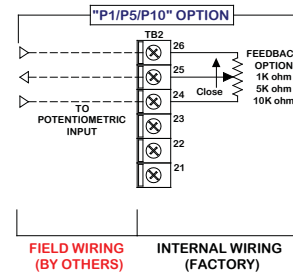 "P1/P5/P10" OPTION
TB2
26
25
24
23
22
21
FEEDBAC
OPTION
1K ohm
5K ohm
10K ohm
Close
TO
POTENTIOMETRIC
INPUT
FIELD WIRING
(BY OTHERS)
INTERNAL WIRING
(FACTORY)